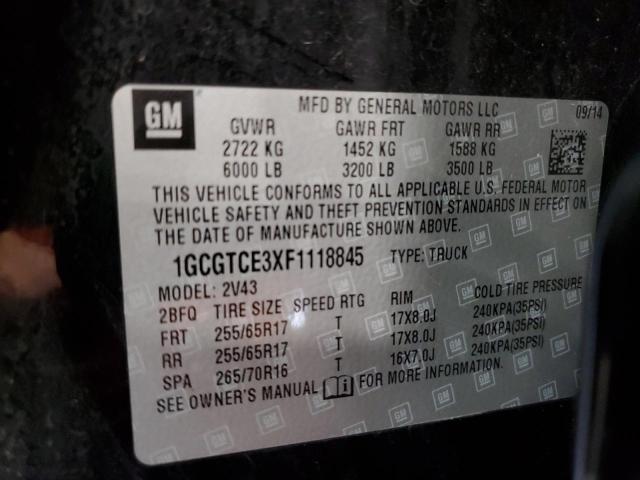 GM
MFD BY GENERAL MOTORS LLC
09/14
GVWR GAWR FRT GAWR RR
2722 KG 1452 KG 1588 KG
6000 LB 3200 LB 3500 LB
THIS VEHICLE CONFORMS TO ALL APPLICABLE U.S. FEDERAL MOTOR
VEHICLE SAFETY AND THEFT PREVENTION STANDARDS IN EFFECT ON
THE DATE OF MANUFACTURE SHOWN ABOVE.
1GCGTCE3XF1118845 TYPE: TRUCK
MODEL: 2V43
2BFQ TIRE SIZE SPEED RTG RIM COLD TIRE PRESSURE
FRT 255/65R17 T 17X8.0J 240KPA(35PSI)
RR 255/65R17 T 17X8.0J 240KPA(35PSI)
SPA 265/70R16 T 16X7.0J 240KPA(35PSI)
SEE OWNER'S MANUAL FOR MORE INFORMATION.